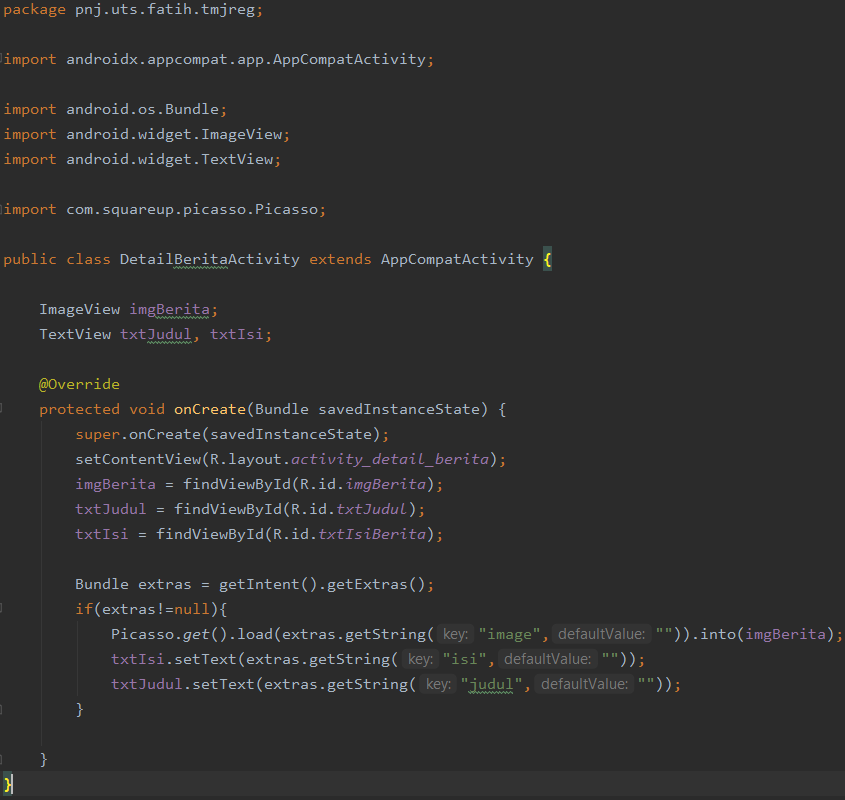 package pnj.uts.fatih.tmjreg;
import androidx.appcompat.app.AppCompatActivity;
import android.os.Bundle;
import android.widget.ImageView;
import android.widget.TextView;
import com.squareup.picasso.Picasso;
public class DetailBeritaActivity extends AppCompatActivity {
ImageView imgBerita;
TextView txtJudul, txtIsi;
@Override
protected void onCreate(Bundle savedInstanceState) {
super.onCreate(savedInstanceState);
setContentView(R.layout.activity_detail_berita);
imgBerita = findViewById(R.id.imgBerita);
txtJudul = findViewById(R.id.txtJudul);
txtIsi = findViewById(R.id.txtIsiBerita);
Bundle extras = getIntent().getExtras();
if(extras!=null){
Picasso.get().load(extras.getString( key: "image", defaultValue: "")).into(imgBerita);
txtIsi.setText(extras.getString( key: "isi", defaultValue: ""));
txtJudul.setText(extras.getString( key: "judul", defaultValue: ""));
}
}
}